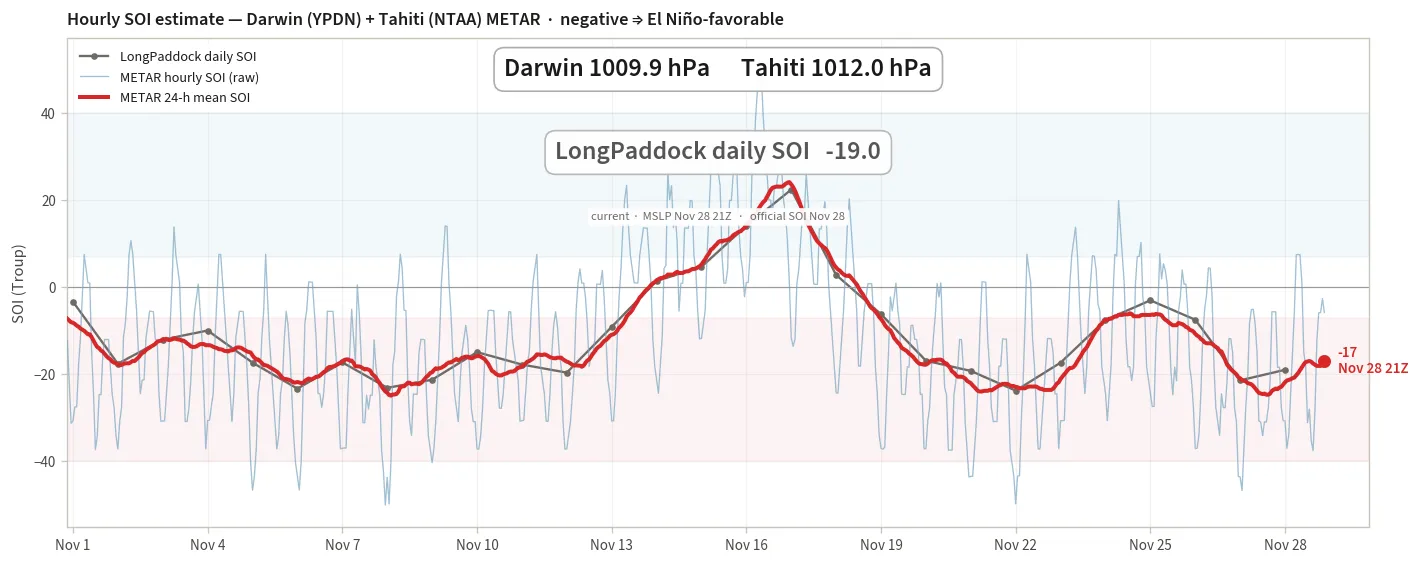 Hourly SOI estimate — Darwin (YPDN) + Tahiti (NTAA) METAR · negative ⇒ El Niño-favorable
LongPaddock daily SOI
METAR hourly SOI (raw)
METAR 24-h mean SOI
Darwin 1009.9 hPa Tahiti 1012.0 hPa
LongPaddock daily SOI -19.0
current · MSLP Nov 28 21Z · official SOI Nov 28
SOI (Troup)
40
20
0
−20
−40
-17
Nov 28 21Z
Nov 1
Nov 4
Nov 7
Nov 10
Nov 13
Nov 16
Nov 19
Nov 22
Nov 25
Nov 28